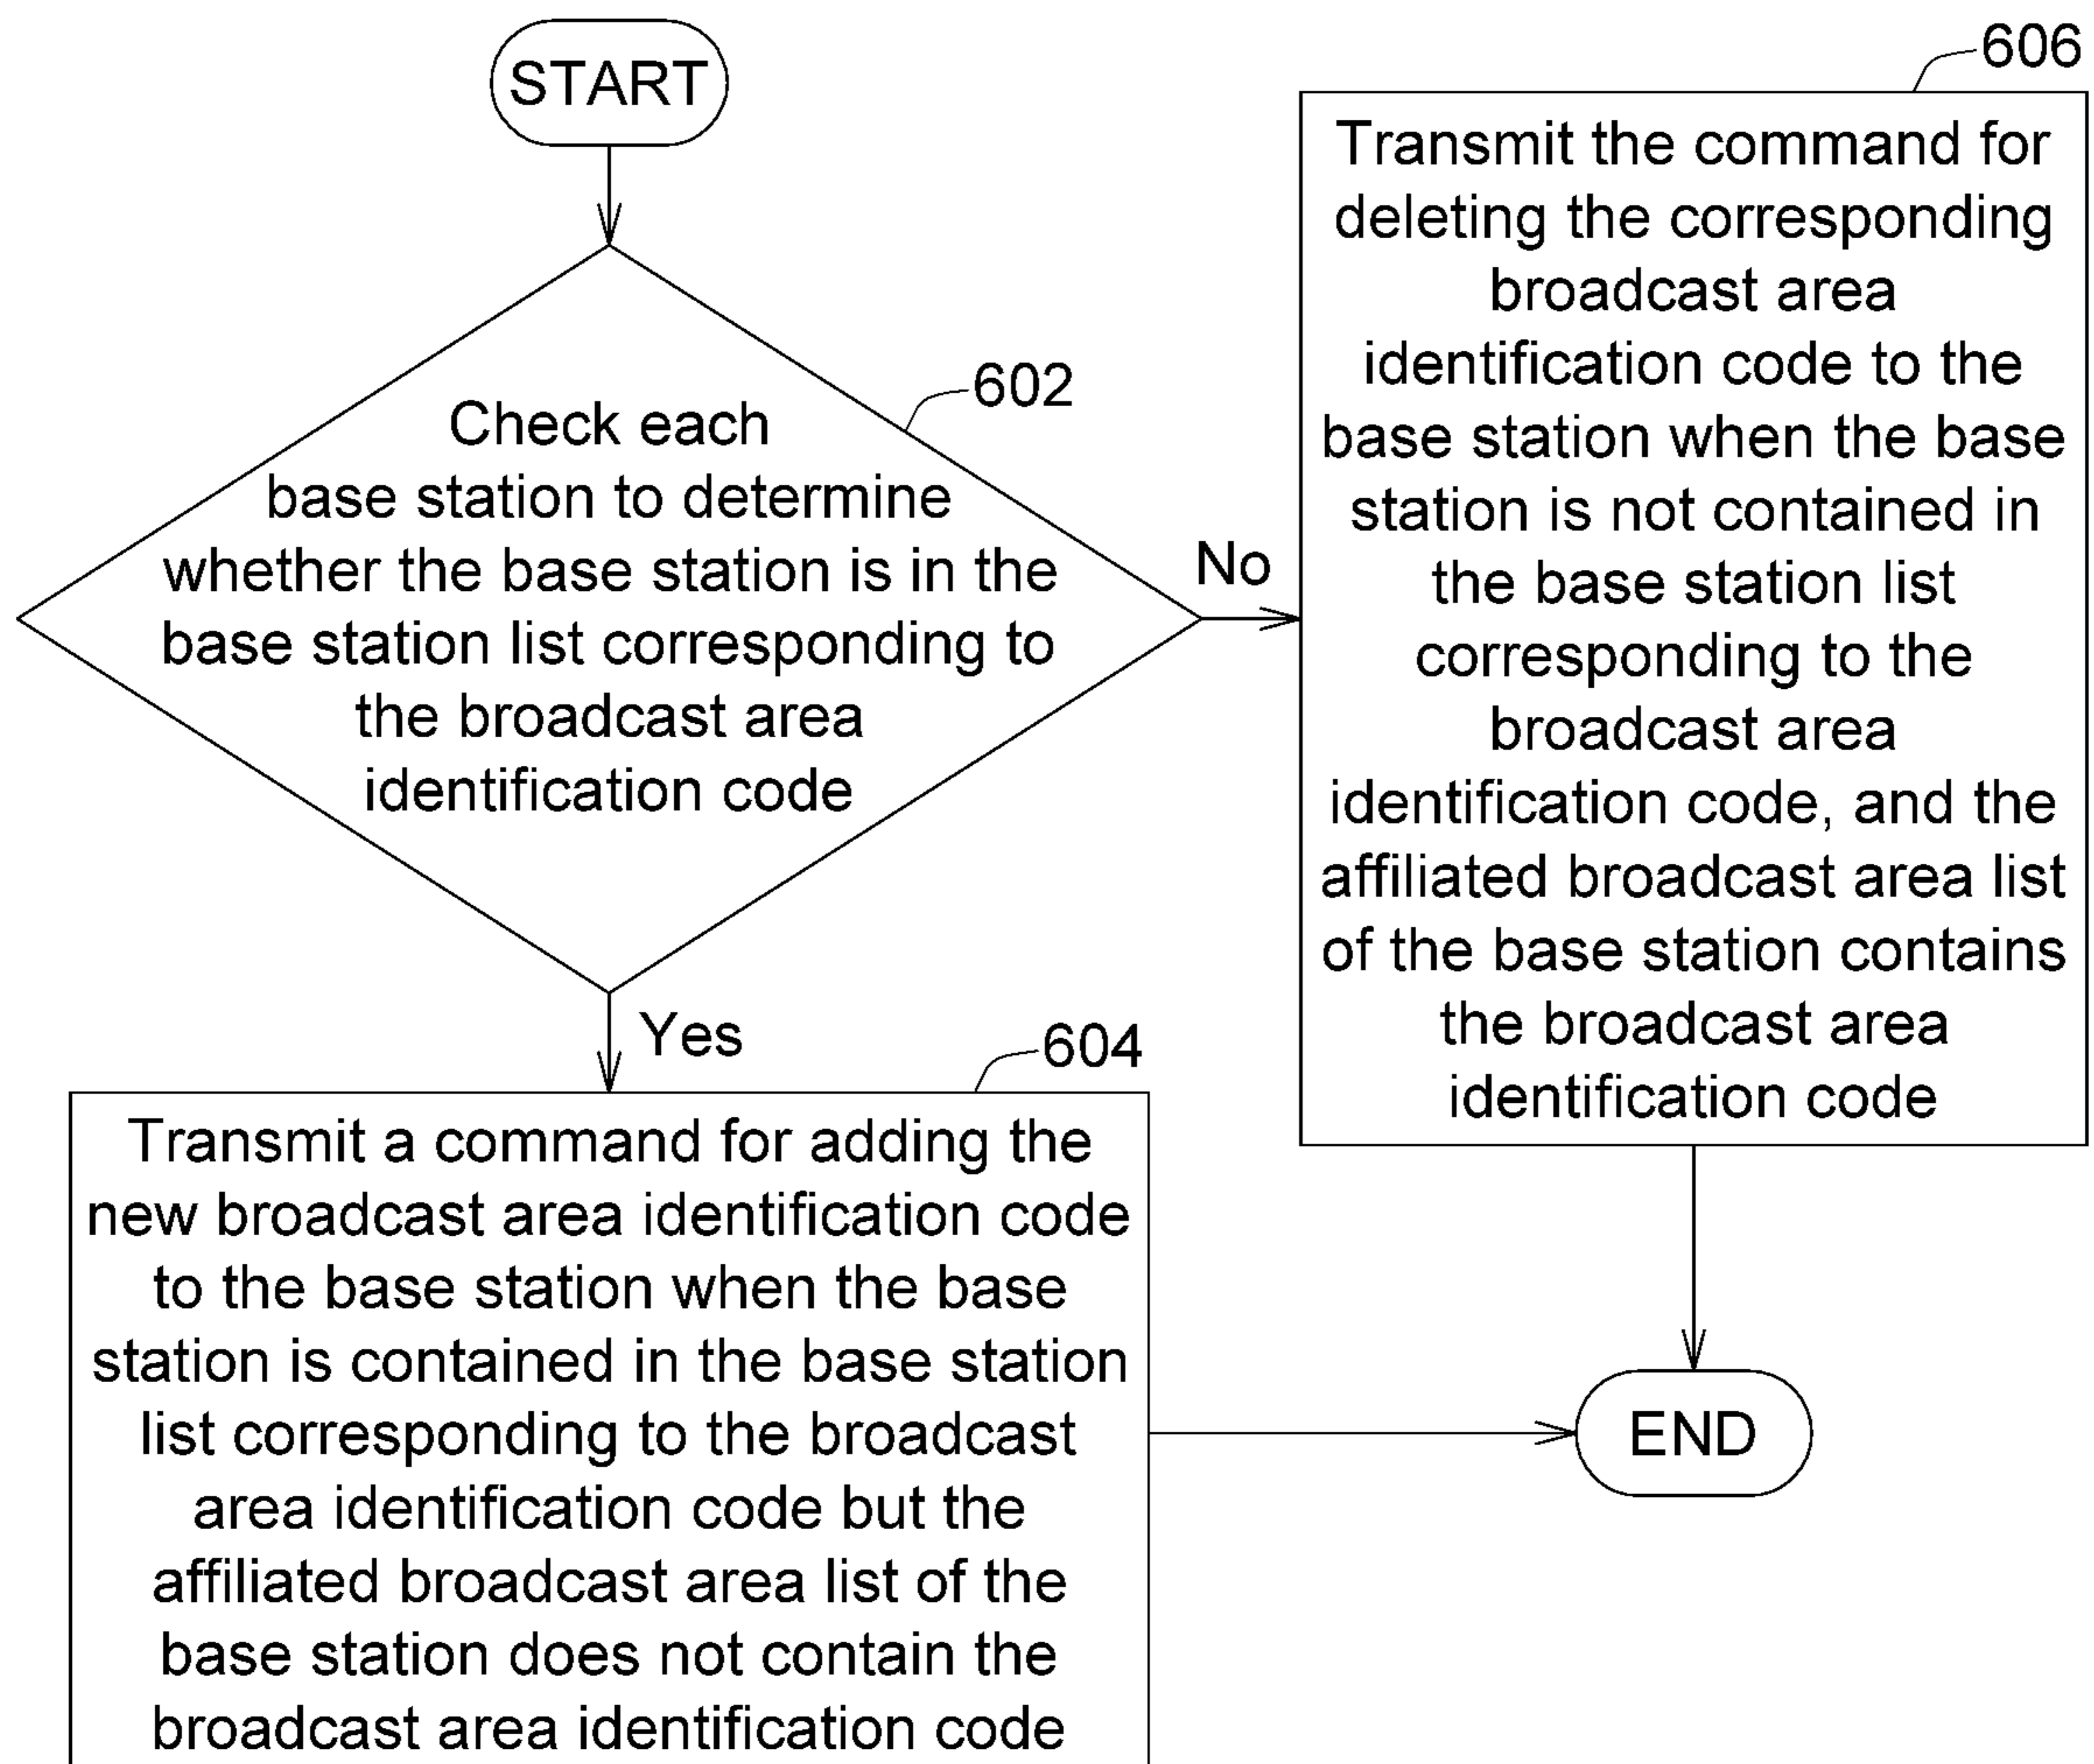 START
602
Check each
base station to determine
whether the base station is in the
base station list corresponding to
the broadcast area
identification code
No
606
Transmit the command for
deleting the corresponding
broadcast area
identification code to the
base station when the base
station is not contained in
the base station list
corresponding to the
broadcast area
identification code, and the
affiliated broadcast area list
of the base station contains
the broadcast area
identification code
Yes
604
Transmit a command for adding the
new broadcast area identification code
to the base station when the base
station is contained in the base station
list corresponding to the broadcast
area identification code but the
affiliated broadcast area list of the
base station does not contain the
broadcast area identification code
END